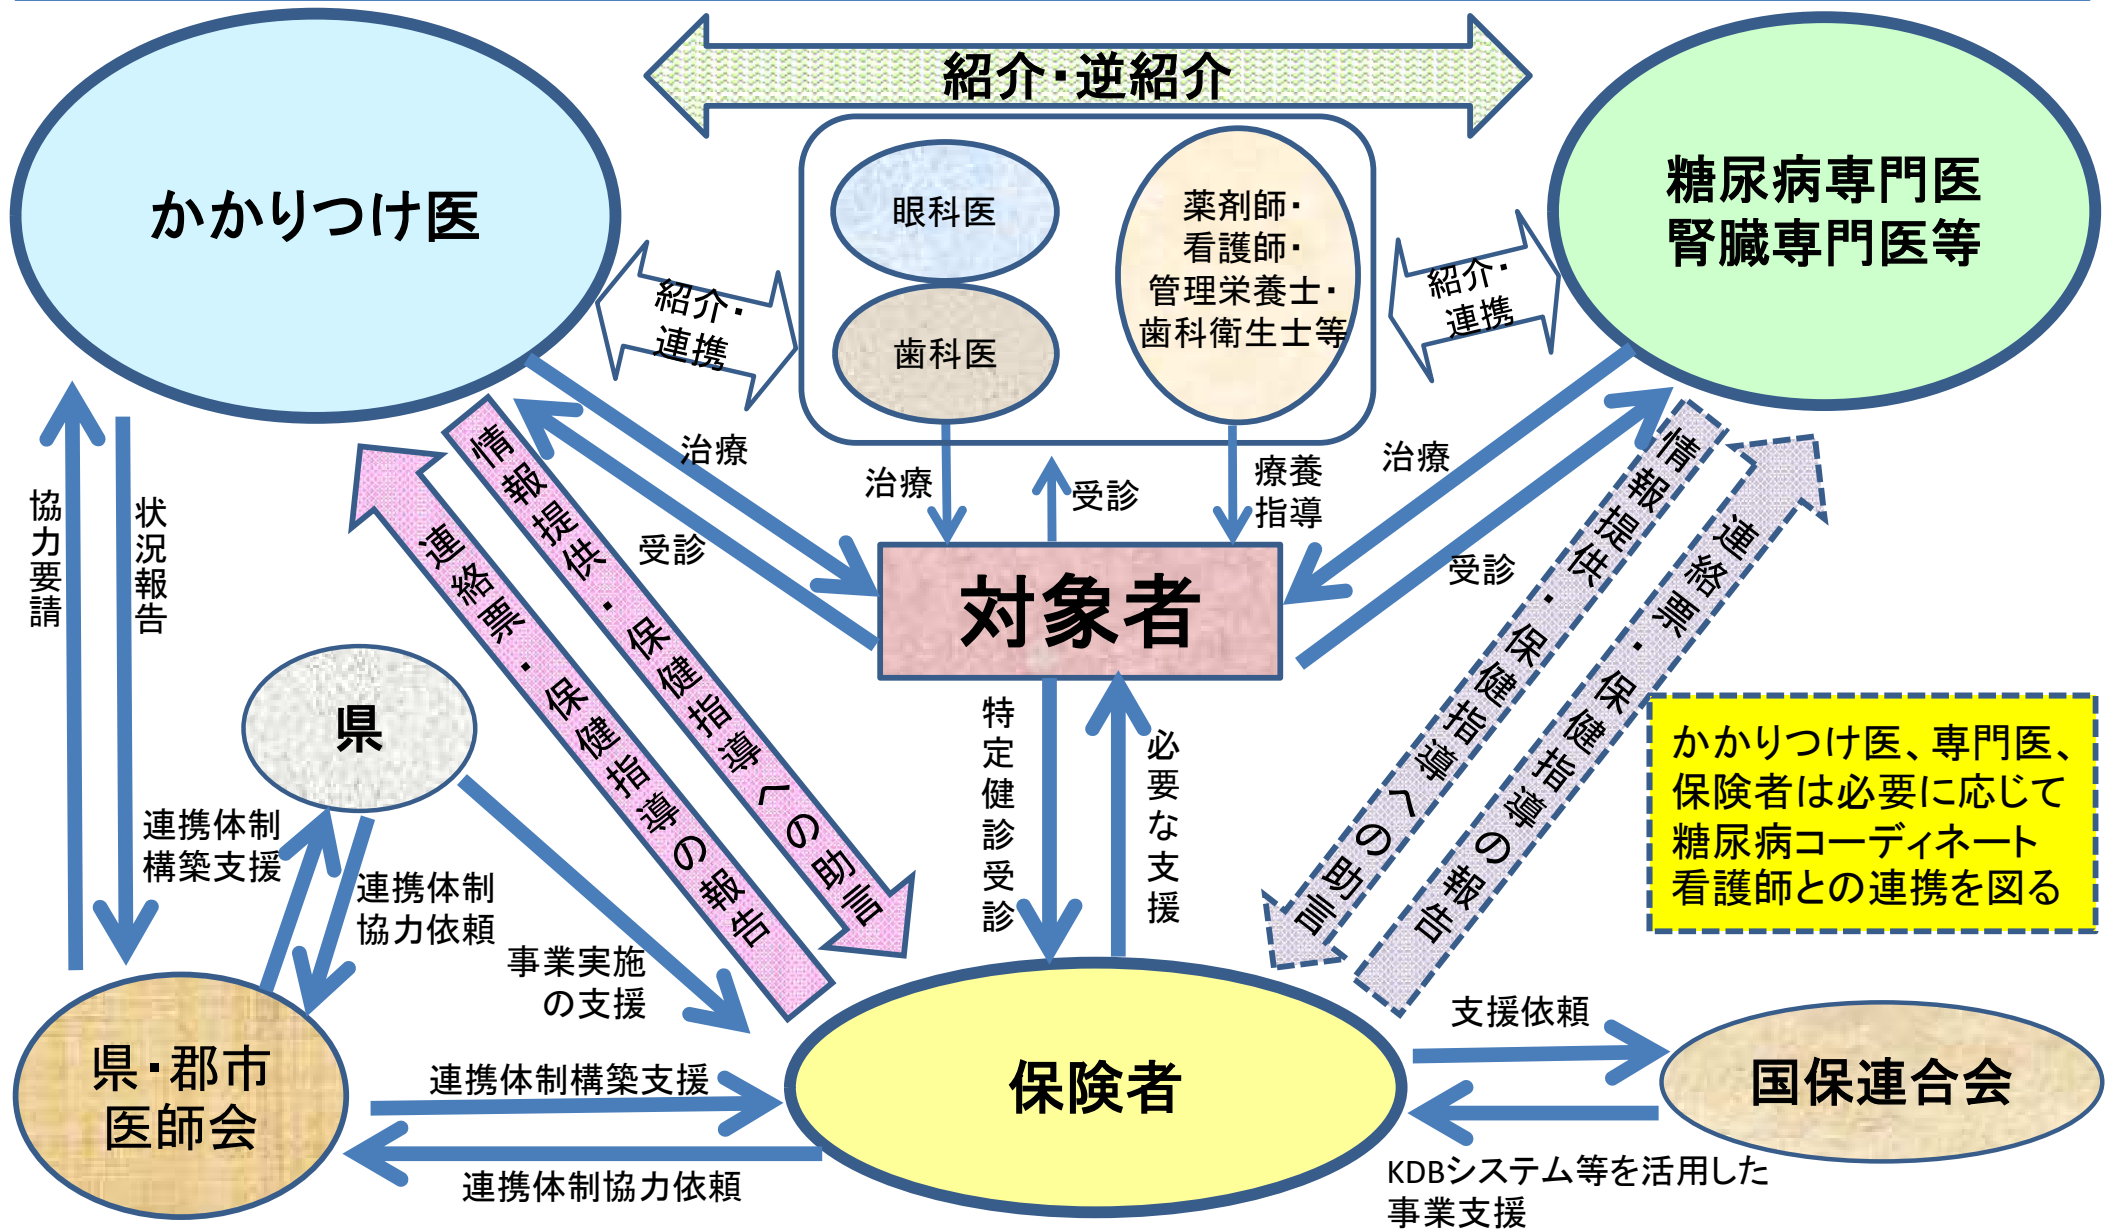 紹介・逆紹介
かかりつけ医
糖尿病専門医
腎臓専門医等
眼科医
歯科医
薬剤師・
看護師・
管理栄養士・
歯科衛生士等
紹介・
連携
紹介・
連携
治療
受診
治療
受診
療養
指導
治療
受診
協力要請
状況報告
情報提供・保健指導への助言
連絡票・保健指導の報告
情報提供・保健指導への助言
連絡票・保健指導の報告
対象者
県
特定健診受診
必要な支援
かかりつけ医、専門医、
保険者は必要に応じて
糖尿病コーディネート
看護師との連携を図る
連携体制
構築支援
連携体制
協力依頼
事業実施
の支援
県・郡市
医師会
連携体制構築支援
連携体制協力依頼
保険者
支援依頼
国保連合会
KDBシステム等を活用した
事業支援